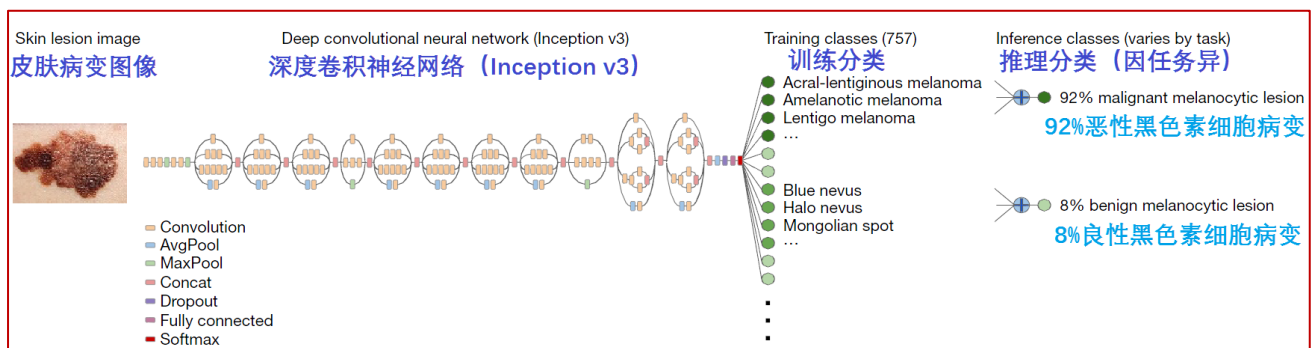 Skin lesion image
皮肤病变图像
Deep convolutional neural network (Inception v3)
深度卷积神经网络（Inception v3）
Training classes (757)
训练分类
Inference classes (varies by task)
推理分类（因任务异）
Convolution
AvgPool
MaxPool
Concat
Dropout
Fully connected
Softmax
Acral-lentiginous melanoma
Amelanotic melanoma
Lentigo melanoma
…
Blue nevus
Halo nevus
Mongolian spot
…
92% malignant melanocytic lesion
92%恶性黑色素细胞病变
8% benign melanocytic lesion
8%良性黑色素细胞病变